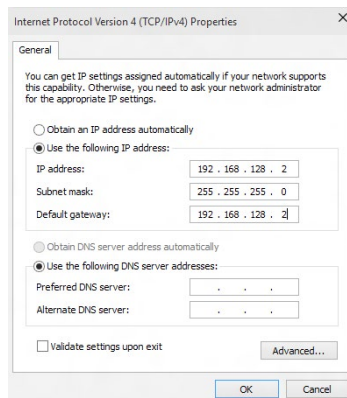 Internet Protocol Version 4 (TCP/IPv4) Properties
General
You can get IP settings assigned automatically if your network supports
this capability. Otherwise, you need to ask your network administrator
for the appropriate IP settings.
Obtain an IP address automatically
Use the following IP address:
IP address: 192 . 168 . 128 . 2
Subnet mask: 255 . 255 . 255 . 0
Default gateway: 192 . 168 . 128 . 2
Obtain DNS server address automatically
Use the following DNS server addresses:
Preferred DNS server: . . .
Alternate DNS server: . . .
Validate settings upon exit
Advanced...
OK Cancel